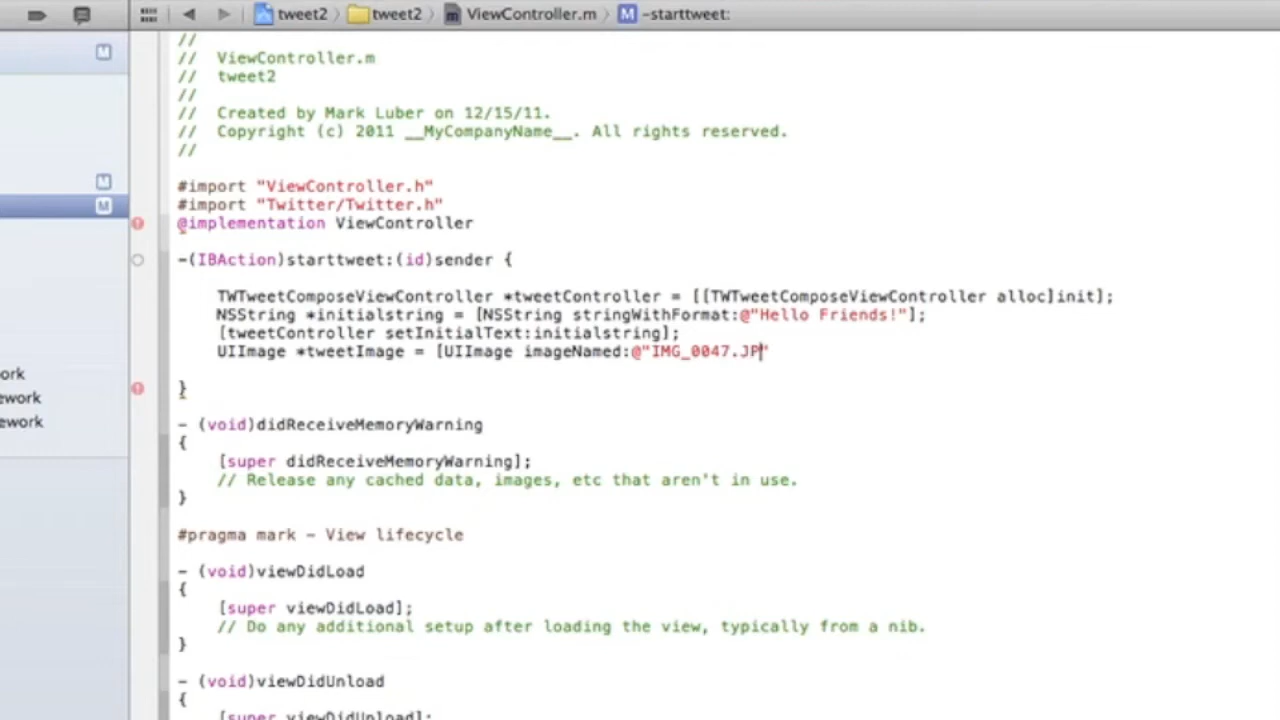 tweet2 〉 tweet2 〉 ViewController.m 〉 M -starttweet:
M
//
//  ViewController.m
//  tweet2
//
//  Created by Mark Luber on 12/15/11.
//  Copyright (c) 2011 __MyCompanyName__. All rights reserved.
//
M
#import "ViewController.h"
M
#import "Twitter/Twitter.h"
@implementation ViewController
-(IBAction)starttweet:(id)sender {
TWTweetComposeViewController *tweetController = [[TWTweetComposeViewController alloc]init];
NSString *initialstring = [NSString stringWithFormat:@"Hello Friends!"];
[tweetController setInitialText:initialstring];
UIImage *tweetImage = [UIImage imageNamed:@"IMG_0047.JP"
ork
}
ework
ework
- (void)didReceiveMemoryWarning
{
[super didReceiveMemoryWarning];
// Release any cached data, images, etc that aren't in use.
}
#pragma mark - View lifecycle
- (void)viewDidLoad
{
[super viewDidLoad];
// Do any additional setup after loading the view, typically from a nib.
}
- (void)viewDidUnload
{
[super viewDidUnload];